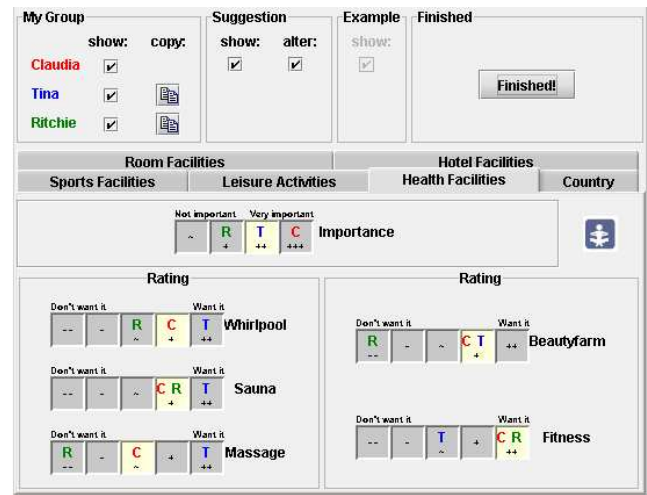 My Group Suggestion Example Finished
show: copy: show: alter: show:
Claudia
Tina
Ritchie
Finished!
Room Facilities Hotel Facilities
Sports Facilities Leisure Activities Health Facilities Country
Not important Very important
~ R + T ++ C +++ Importance
Rating
Don't want it Want it
-- - R ~ C + T ++ Whirlpool
Don't want it Want it
-- - ~ C R + T ++ Sauna
Don't want it Want it
R -- - C ~ + T ++ Massage
Rating
Don't want it Want it
R -- - ~ C T + ++ Beautyfarm
Don't want it Want it
-- - T ~ + C R ++ Fitness